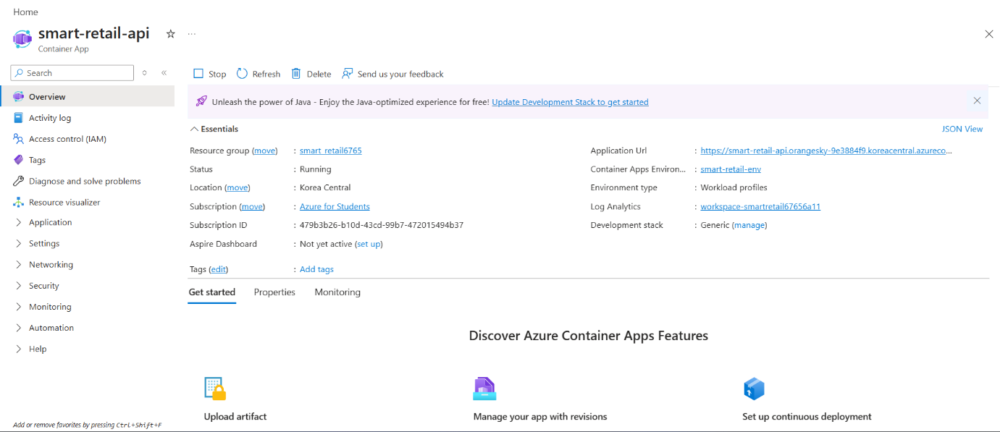 Home
smart-retail-api
Container App
Search
Overview
Activity log
Access control (IAM)
Tags
Diagnose and solve problems
Resource visualizer
Application
Settings
Networking
Security
Monitoring
Automation
Help
Add or remove favorites by pressing Ctrl+Shift+F
Stop Refresh Delete Send us your feedback
Unleash the power of Java - Enjoy the Java-optimized experience for free! Update Development Stack to get started
Essentials JSON View
Resource group (move) : smart_retail6765
Status : Running
Location (move) : Korea Central
Subscription (move) : Azure for Students
Subscription ID : 479b3b26-b10d-43cd-99b7-472015494b37
Aspire Dashboard : Not yet active (set up)
Tags (edit) : Add tags
Application Url : https://smart-retail-api.orangesky-9e3884f9.koreacentral.azureco...
Container Apps Environ... : smart-retail-env
Environment type : Workload profiles
Log Analytics : workspace-smartretail67656a11
Development stack : Generic (manage)
Get started Properties Monitoring
Discover Azure Container Apps Features
Upload artifact
Manage your app with revisions
Set up continuous deployment